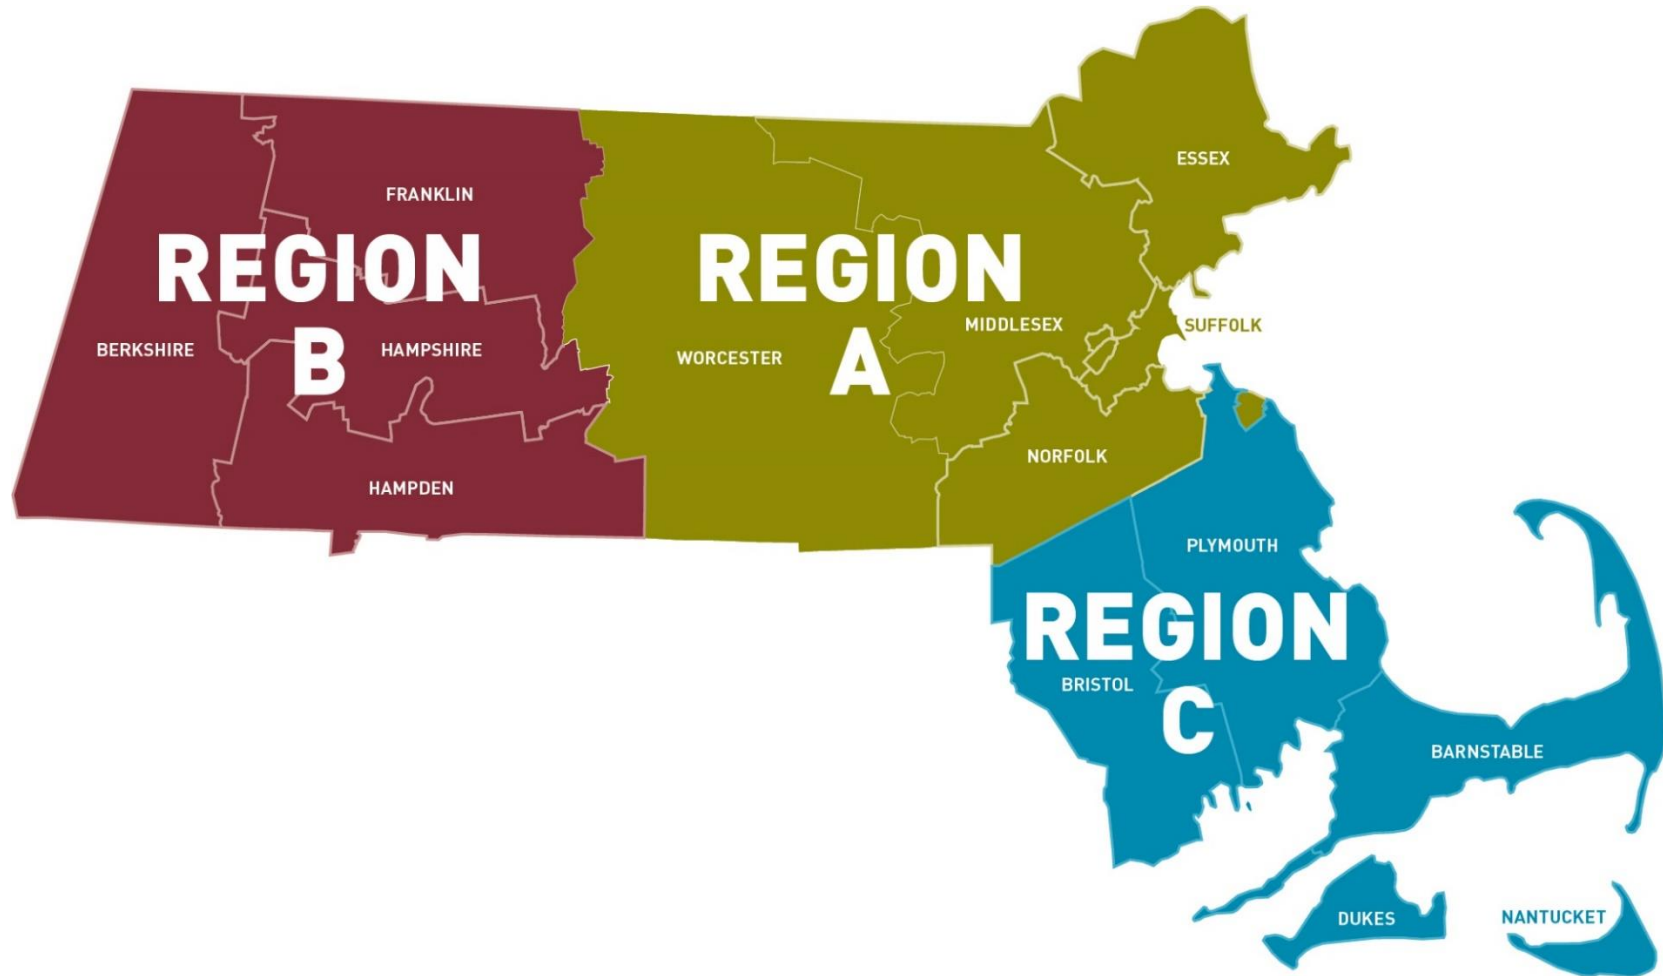 ESSEX
FRANKLIN
REGION
B
BERKSHIRE
HAMPSHIRE
HAMPDEN
REGION
A
MIDDLESEX
SUFFOLK
WORCESTER
NORFOLK
PLYMOUTH
REGION
C
BRISTOL
BARNSTABLE
DUKES
NANTUCKET